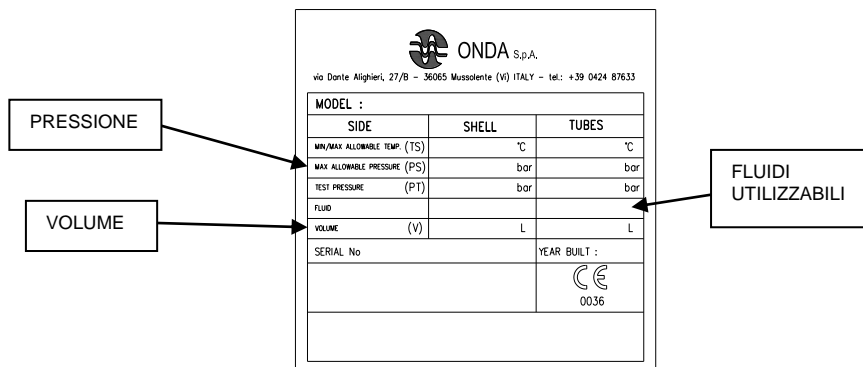 ONDA S.p.A.
via Dante Alighieri, 27/B - 36065 Mussolente (Vi) ITALY - tel.: +39 0424 87633
MODEL :
SIDE SHELL TUBES
MIN/MAX ALLOWABLE TEMP. (TS) °C °C
PRESSIONE
MAX ALLOWABLE PRESSURE (PS) bar bar
TEST PRESSURE (PT) bar bar
FLUIDI
UTILIZZABILI
FLUID
VOLUME
VOLUME (V) L L
SERIAL No YEAR BUILT :
CE
0036